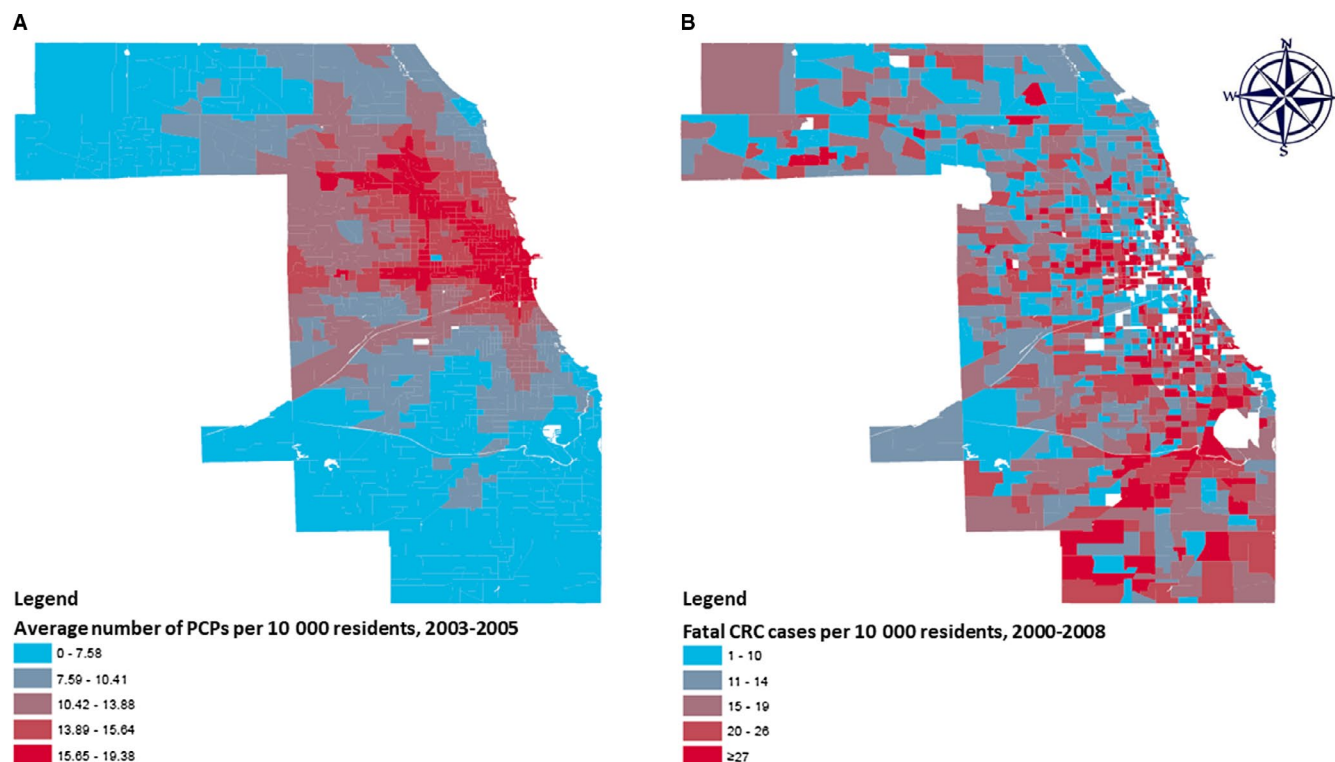 A
B
N
W
E
S
Legend
Average number of PCPs per 10 000 residents, 2003-2005
0 - 7.58
7.59 - 10.41
10.42 - 13.88
13.89 - 15.64
15.65 - 19.38
Legend
Fatal CRC cases per 10 000 residents, 2000-2008
1 - 10
11 - 14
15 - 19
20 - 26
≥27